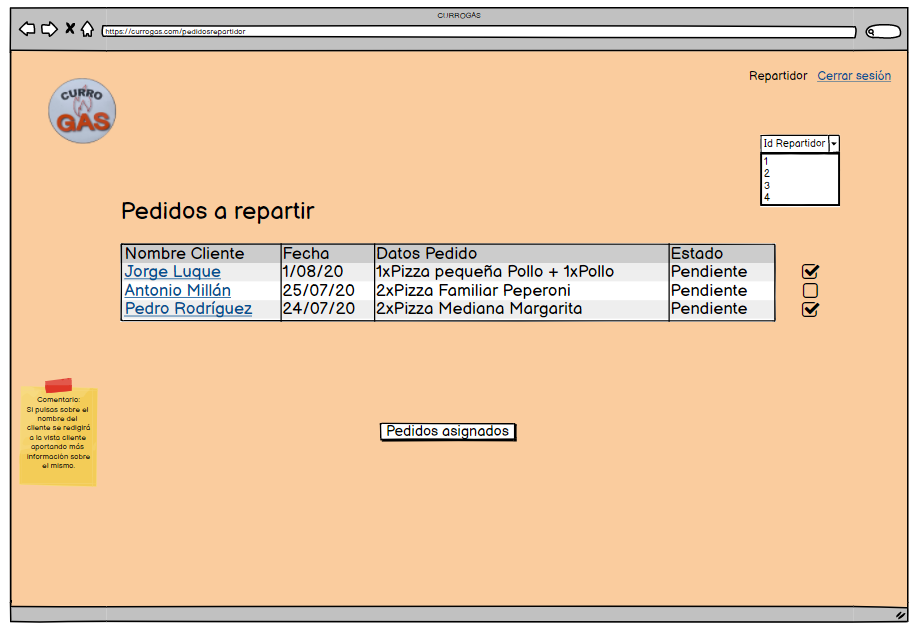 CURROGAS
https://currogas.com/pedidosrepartidor
Repartidor Cerrar sesión
CURRO
GAS
Id Repartidor
1
2
3
4
Pedidos a repartir
Nombre Cliente Fecha Datos Pedido Estado
Jorge Luque 1/08/20 1xPizza pequeña Pollo + 1xPollo Pendiente
Antonio Millán 25/07/20 2xPizza Familiar Peperoni Pendiente
Pedro Rodríguez 24/07/20 2xPizza Mediana Margarita Pendiente
Comentario:
Si pulsas sobre el
nombre del
cliente se redigirá
a la vista cliente
aportando más
información sobre
el mismo.
Pedidos asignados